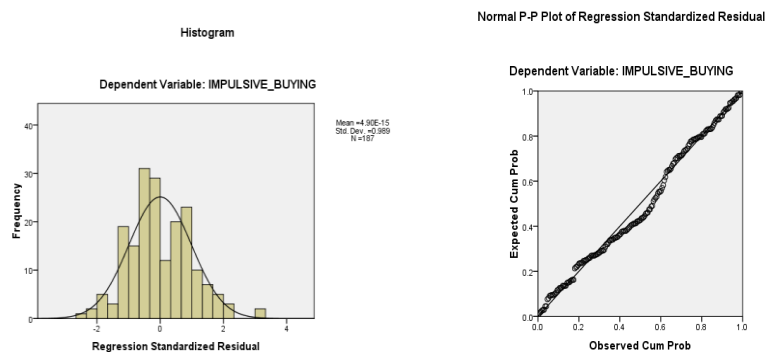 Histogram
Dependent Variable: IMPULSIVE_BUYING
Mean =4.90E-15
Std. Dev. =0.989
N =187
Frequency
40
30
20
10
0
-2
0
2
4
Regression Standardized Residual
Normal P-P Plot of Regression Standardized Residual
Dependent Variable: IMPULSIVE_BUYING
Expected Cum Prob
1.0
0.8
0.6
0.4
0.2
0.0
0.0
0.2
0.4
0.6
0.8
1.0
Observed Cum Prob